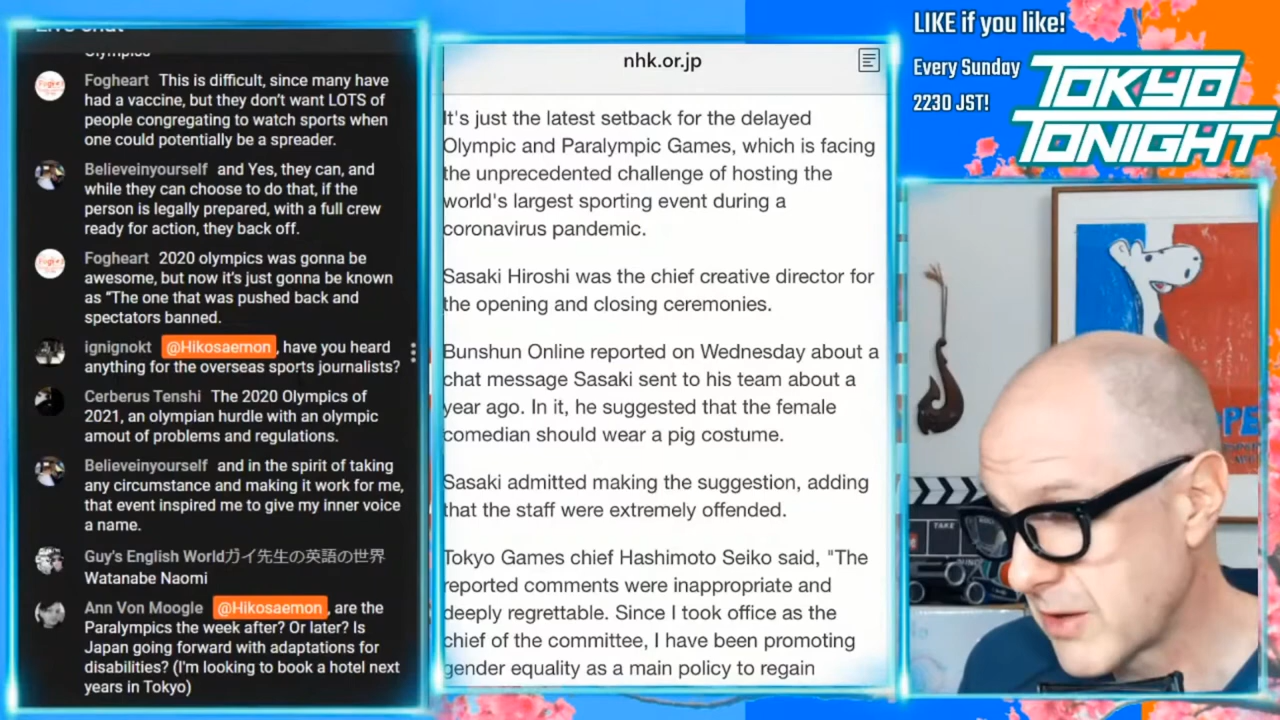 Live chat
Olympics
Fogheart This is difficult, since many have
had a vaccine, but they don't want LOTS of
people congregating to watch sports when
one could potentially be a spreader.
Believeinyourself and Yes, they can, and
while they can choose to do that, if the
person is legally prepared, with a full crew
ready for action, they back off.
Fogheart 2020 olympics was gonna be
awesome, but now it's just gonna be known
as "The one that was pushed back and
spectators banned.
ignignokt @Hikosaemon, have you heard
anything for the overseas sports journalists?
Cerberus Tenshi The 2020 Olympics of
2021, an olympian hurdle with an olympic
amout of problems and regulations.
Believeinyourself and in the spirit of taking
any circumstance and making it work for me,
that event inspired me to give my inner voice
a name.
Guy's English Worldガイ先生の英語の世界
Watanabe Naomi
Ann Von Moogle @Hikosaemon, are the
Paralympics the week after? Or later? Is
Japan going forward with adaptations for
disabilities? (I'm looking to book a hotel next
years in Tokyo)
nhk.or.jp
It's just the latest setback for the delayed
Olympic and Paralympic Games, which is facing
the unprecedented challenge of hosting the
world's largest sporting event during a
coronavirus pandemic.
Sasaki Hiroshi was the chief creative director for
the opening and closing ceremonies.
Bunshun Online reported on Wednesday about a
chat message Sasaki sent to his team about a
year ago. In it, he suggested that the female
comedian should wear a pig costume.
Sasaki admitted making the suggestion, adding
that the staff were extremely offended.
Tokyo Games chief Hashimoto Seiko said, "The
reported comments were inappropriate and
deeply regrettable. Since I took office as the
chief of the committee, I have been promoting
gender equality as a main policy to regain
LIKE if you like!
Every Sunday
2230 JST!
TOKYO
TONIGHT
TAKE